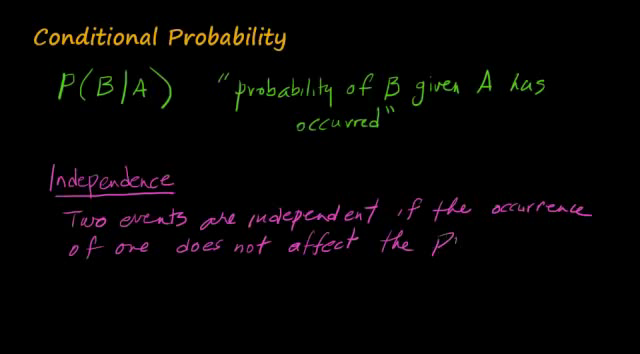 Conditional Probability
P(B|A) "probability of B given A has
occurred"
Independence
Two events are independent if the occurrence
of one does not affect the p